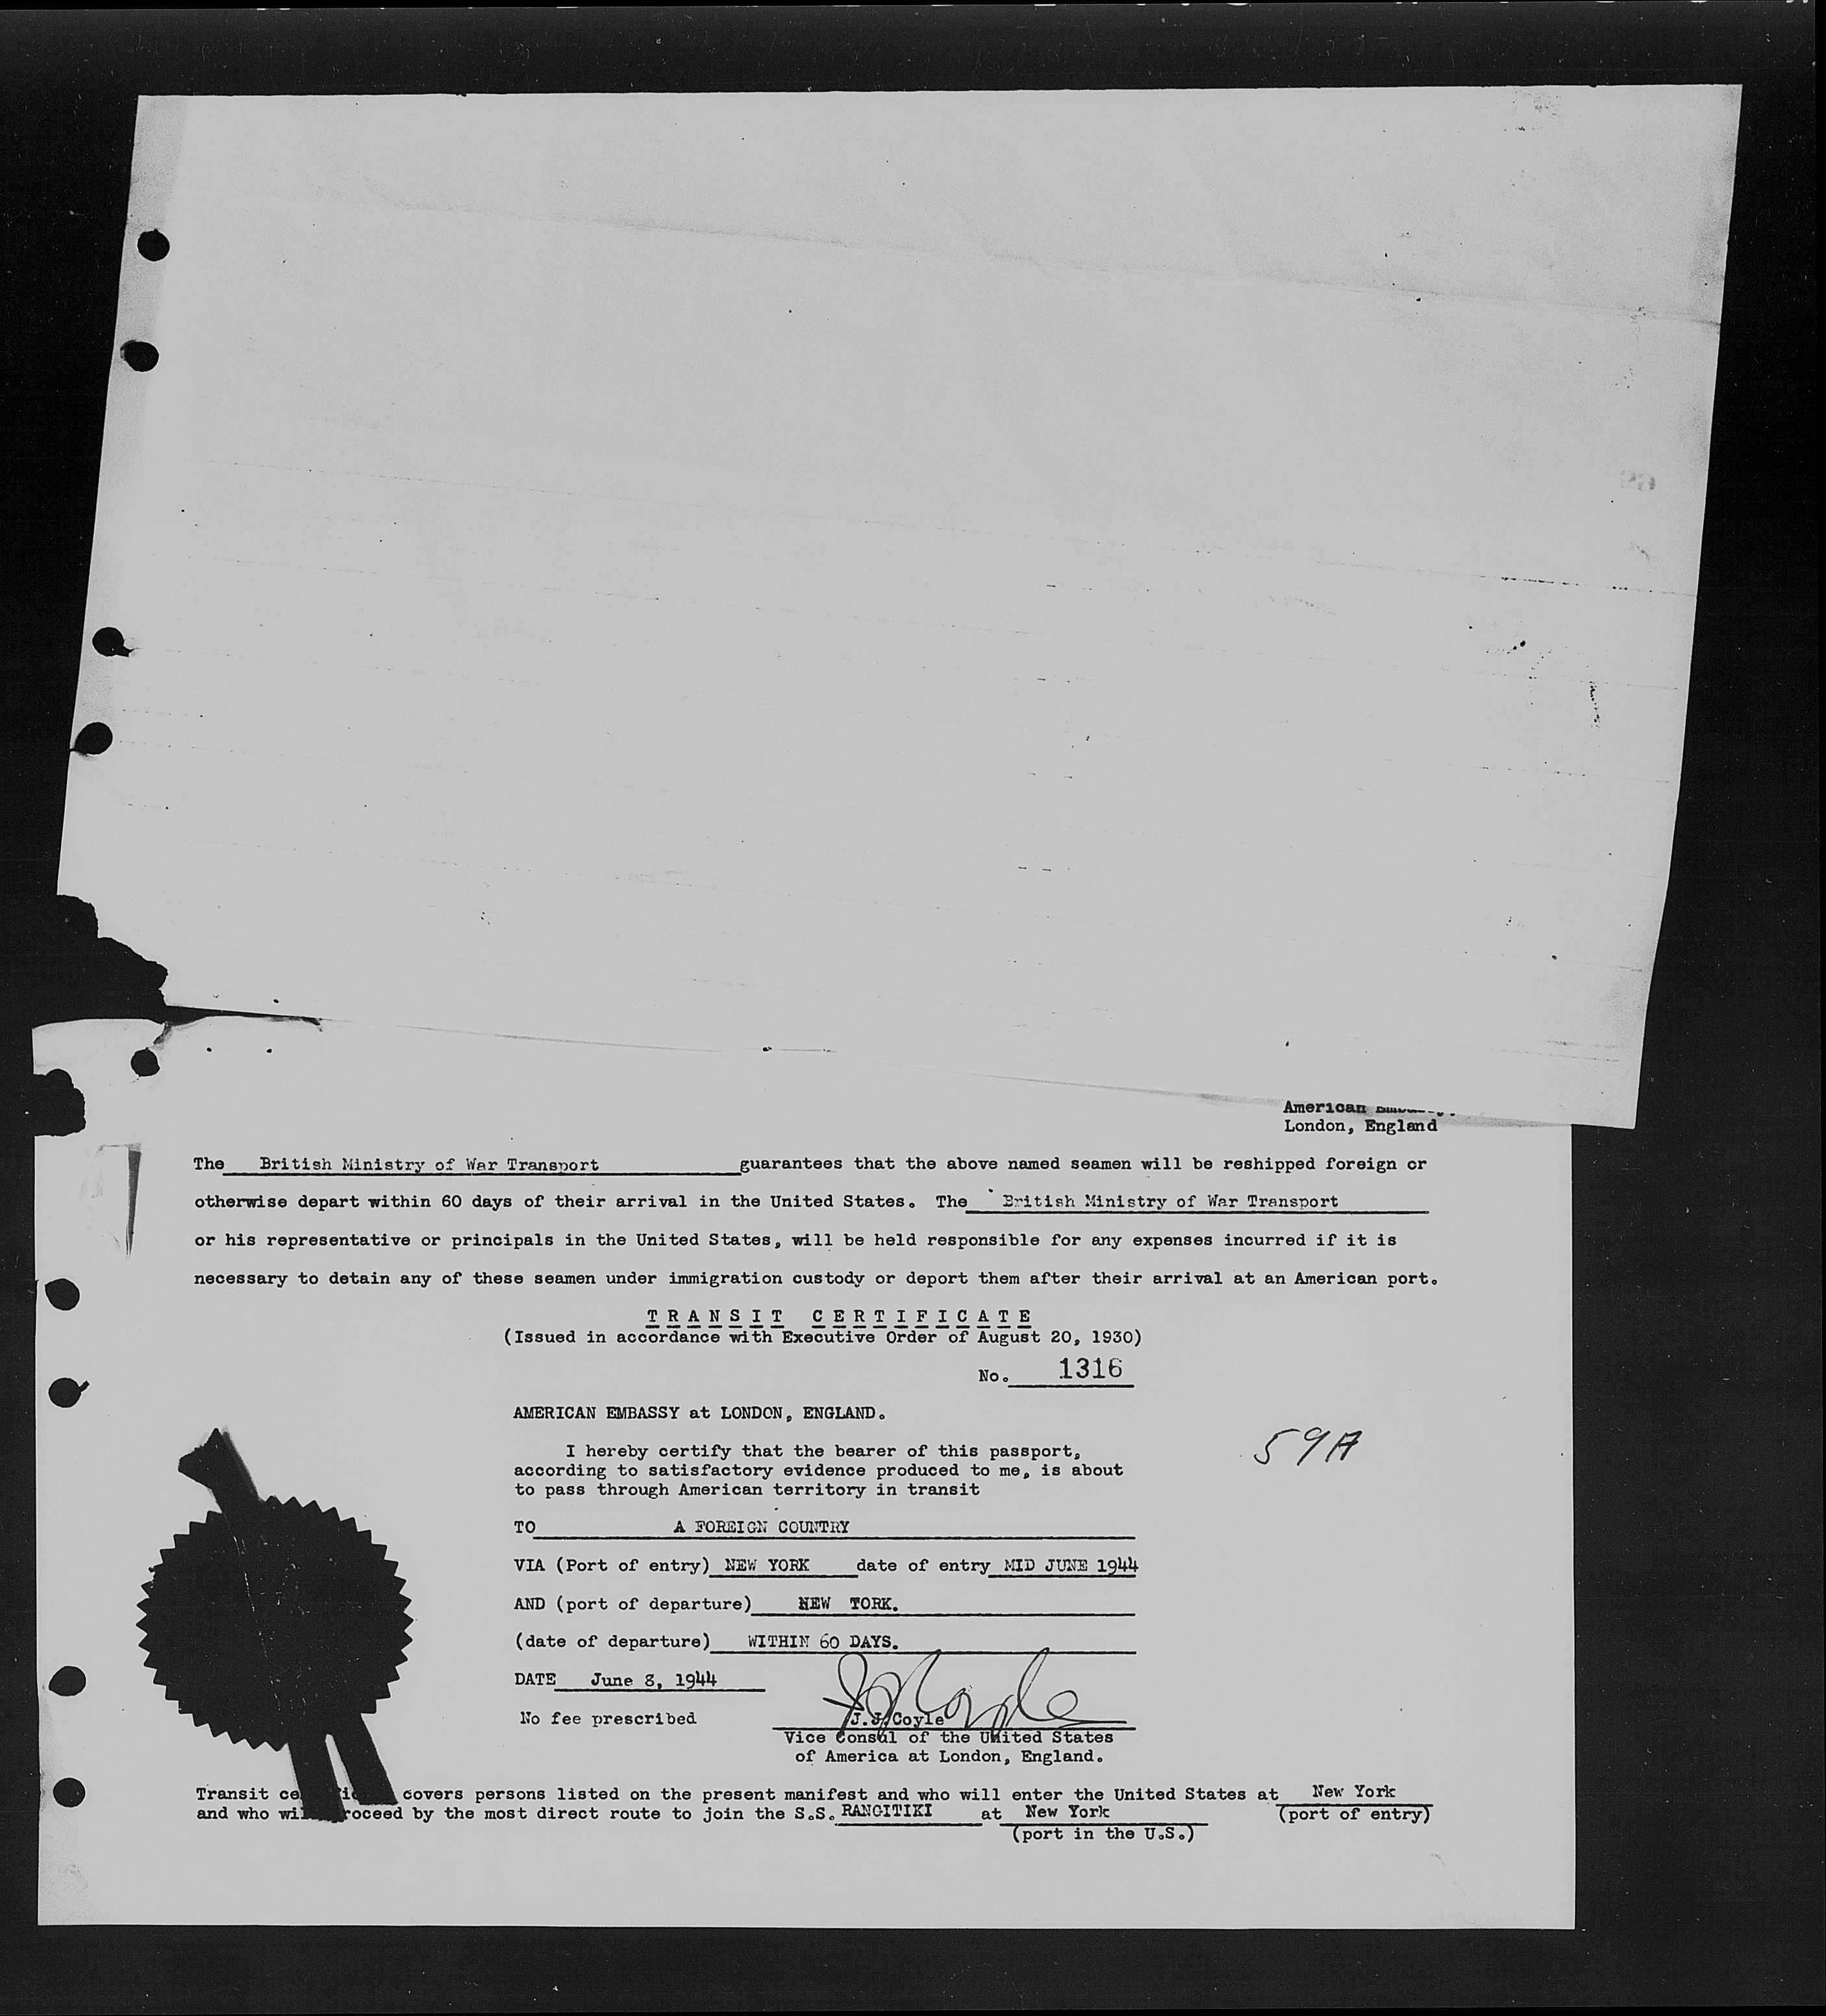 American
London, England
The British Ministry of War Transport guarantees that the above named seamen will be reshipped foreign or
otherwise depart within 60 days of their arrival in the United States. The British Ministry of War Transport
or his representative or principals in the United States, will be held responsible for any expenses incurred if it is
necessary to detain any of these seamen under immigration custody or deport them after their arrival at an American port.
TRANSIT CERTIFICATE
(Issued in accordance with Executive Order of August 20, 1930)
No. 1316
AMERICAN EMBASSY at LONDON, ENGLAND.
I hereby certify that the bearer of this passport,
59A
according to satisfactory evidence produced to me, is about
to pass through American territory in transit
TO A FOREIGN COUNTRY
VIA (Port of entry) NEW YORK date of entry MID JUNE 1944
AND (port of departure) NEW YORK.
(date of departure) WITHIN 60 DAYS.
DATE June 8, 1944
No fee prescribed J.J. Coyle
Vice Consul of the United States
of America at London, England.
Transit covers persons listed on the present manifest and who will enter the United States at New York
and who by the most direct route to join the S.S. RANGITIKI at New York (port of entry)
(port in the U.S.)